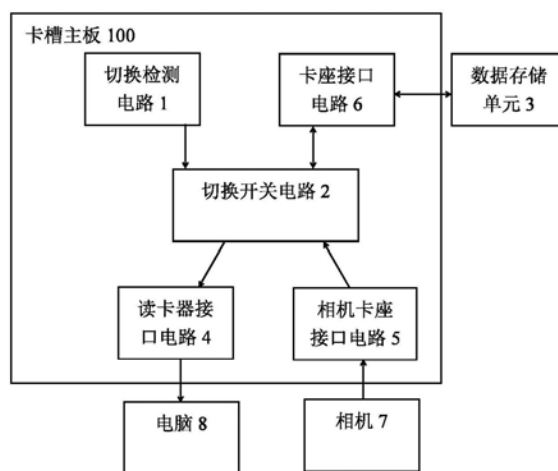 卡槽主板 100
切换检测
电路 1
卡座接口
电路 6
数据存储
单元 3
切换开关电路 2
读卡器接
口电路 4
相机卡座
接口电路 5
电脑 8
相机 7